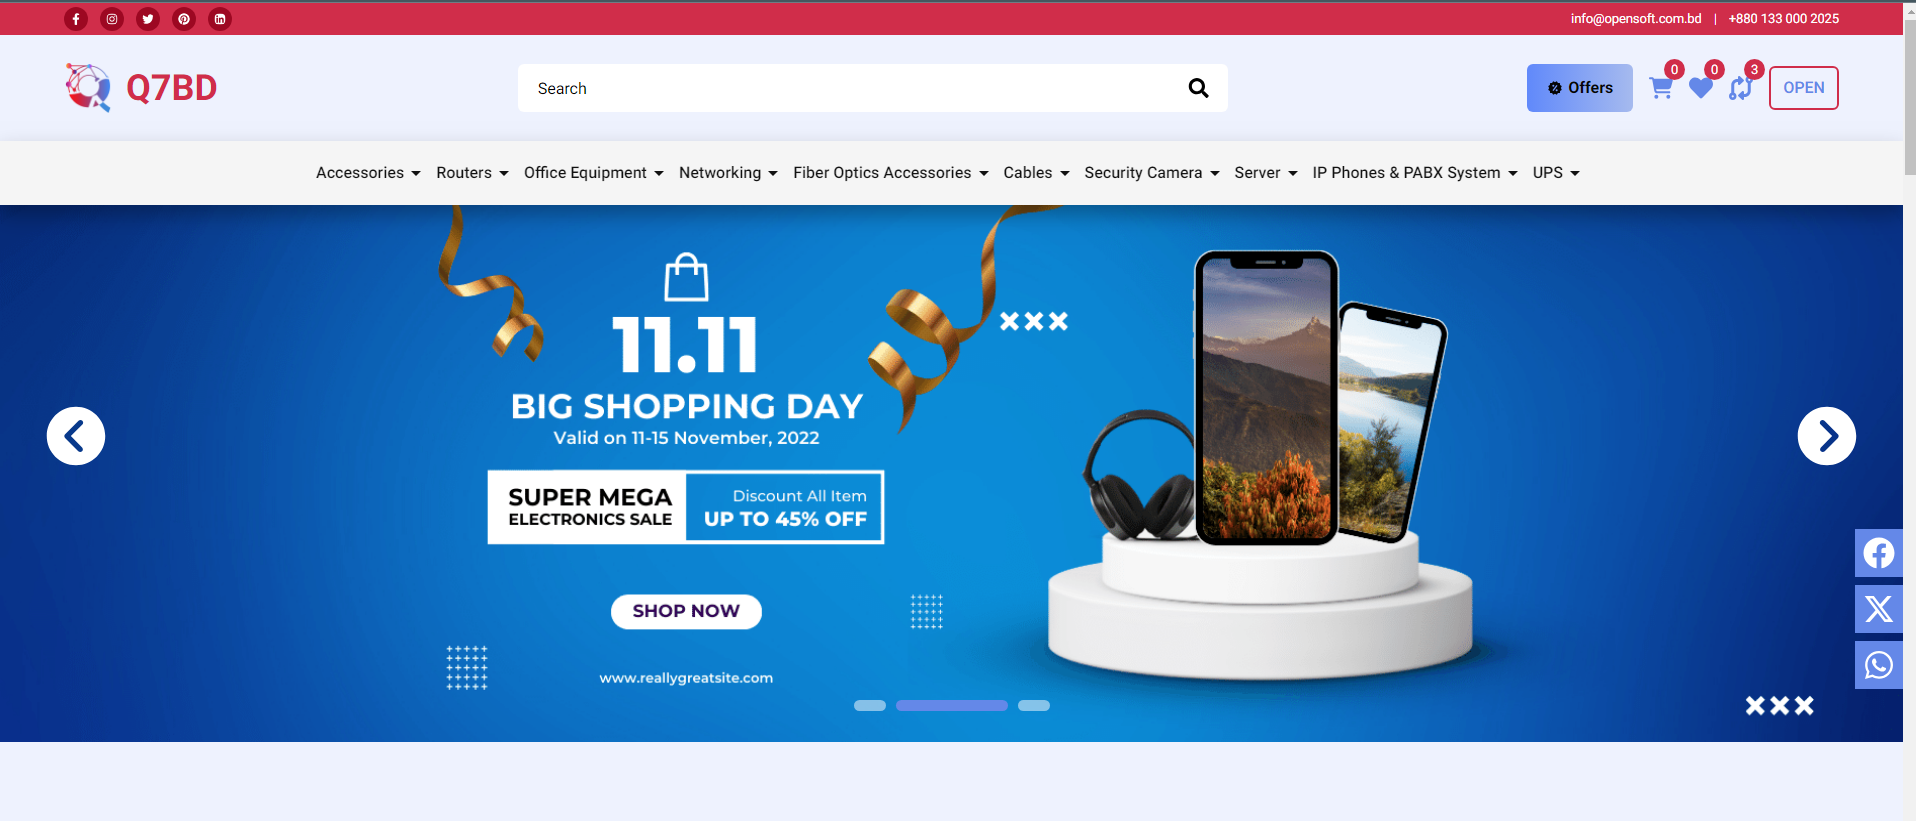 info@opensoft.com.bd | +880 133 000 2025
Q7BD
Search
Offers
0
0
3
OPEN
Accessories Routers Office Equipment Networking Fiber Optics Accessories Cables Security Camera Server IP Phones & PABX System UPS
11.11
BIG SHOPPING DAY
Valid on 11-15 November, 2022
SUPER MEGA
ELECTRONICS SALE
Discount All Item
UP TO 45% OFF
SHOP NOW
www.reallygreatsite.com